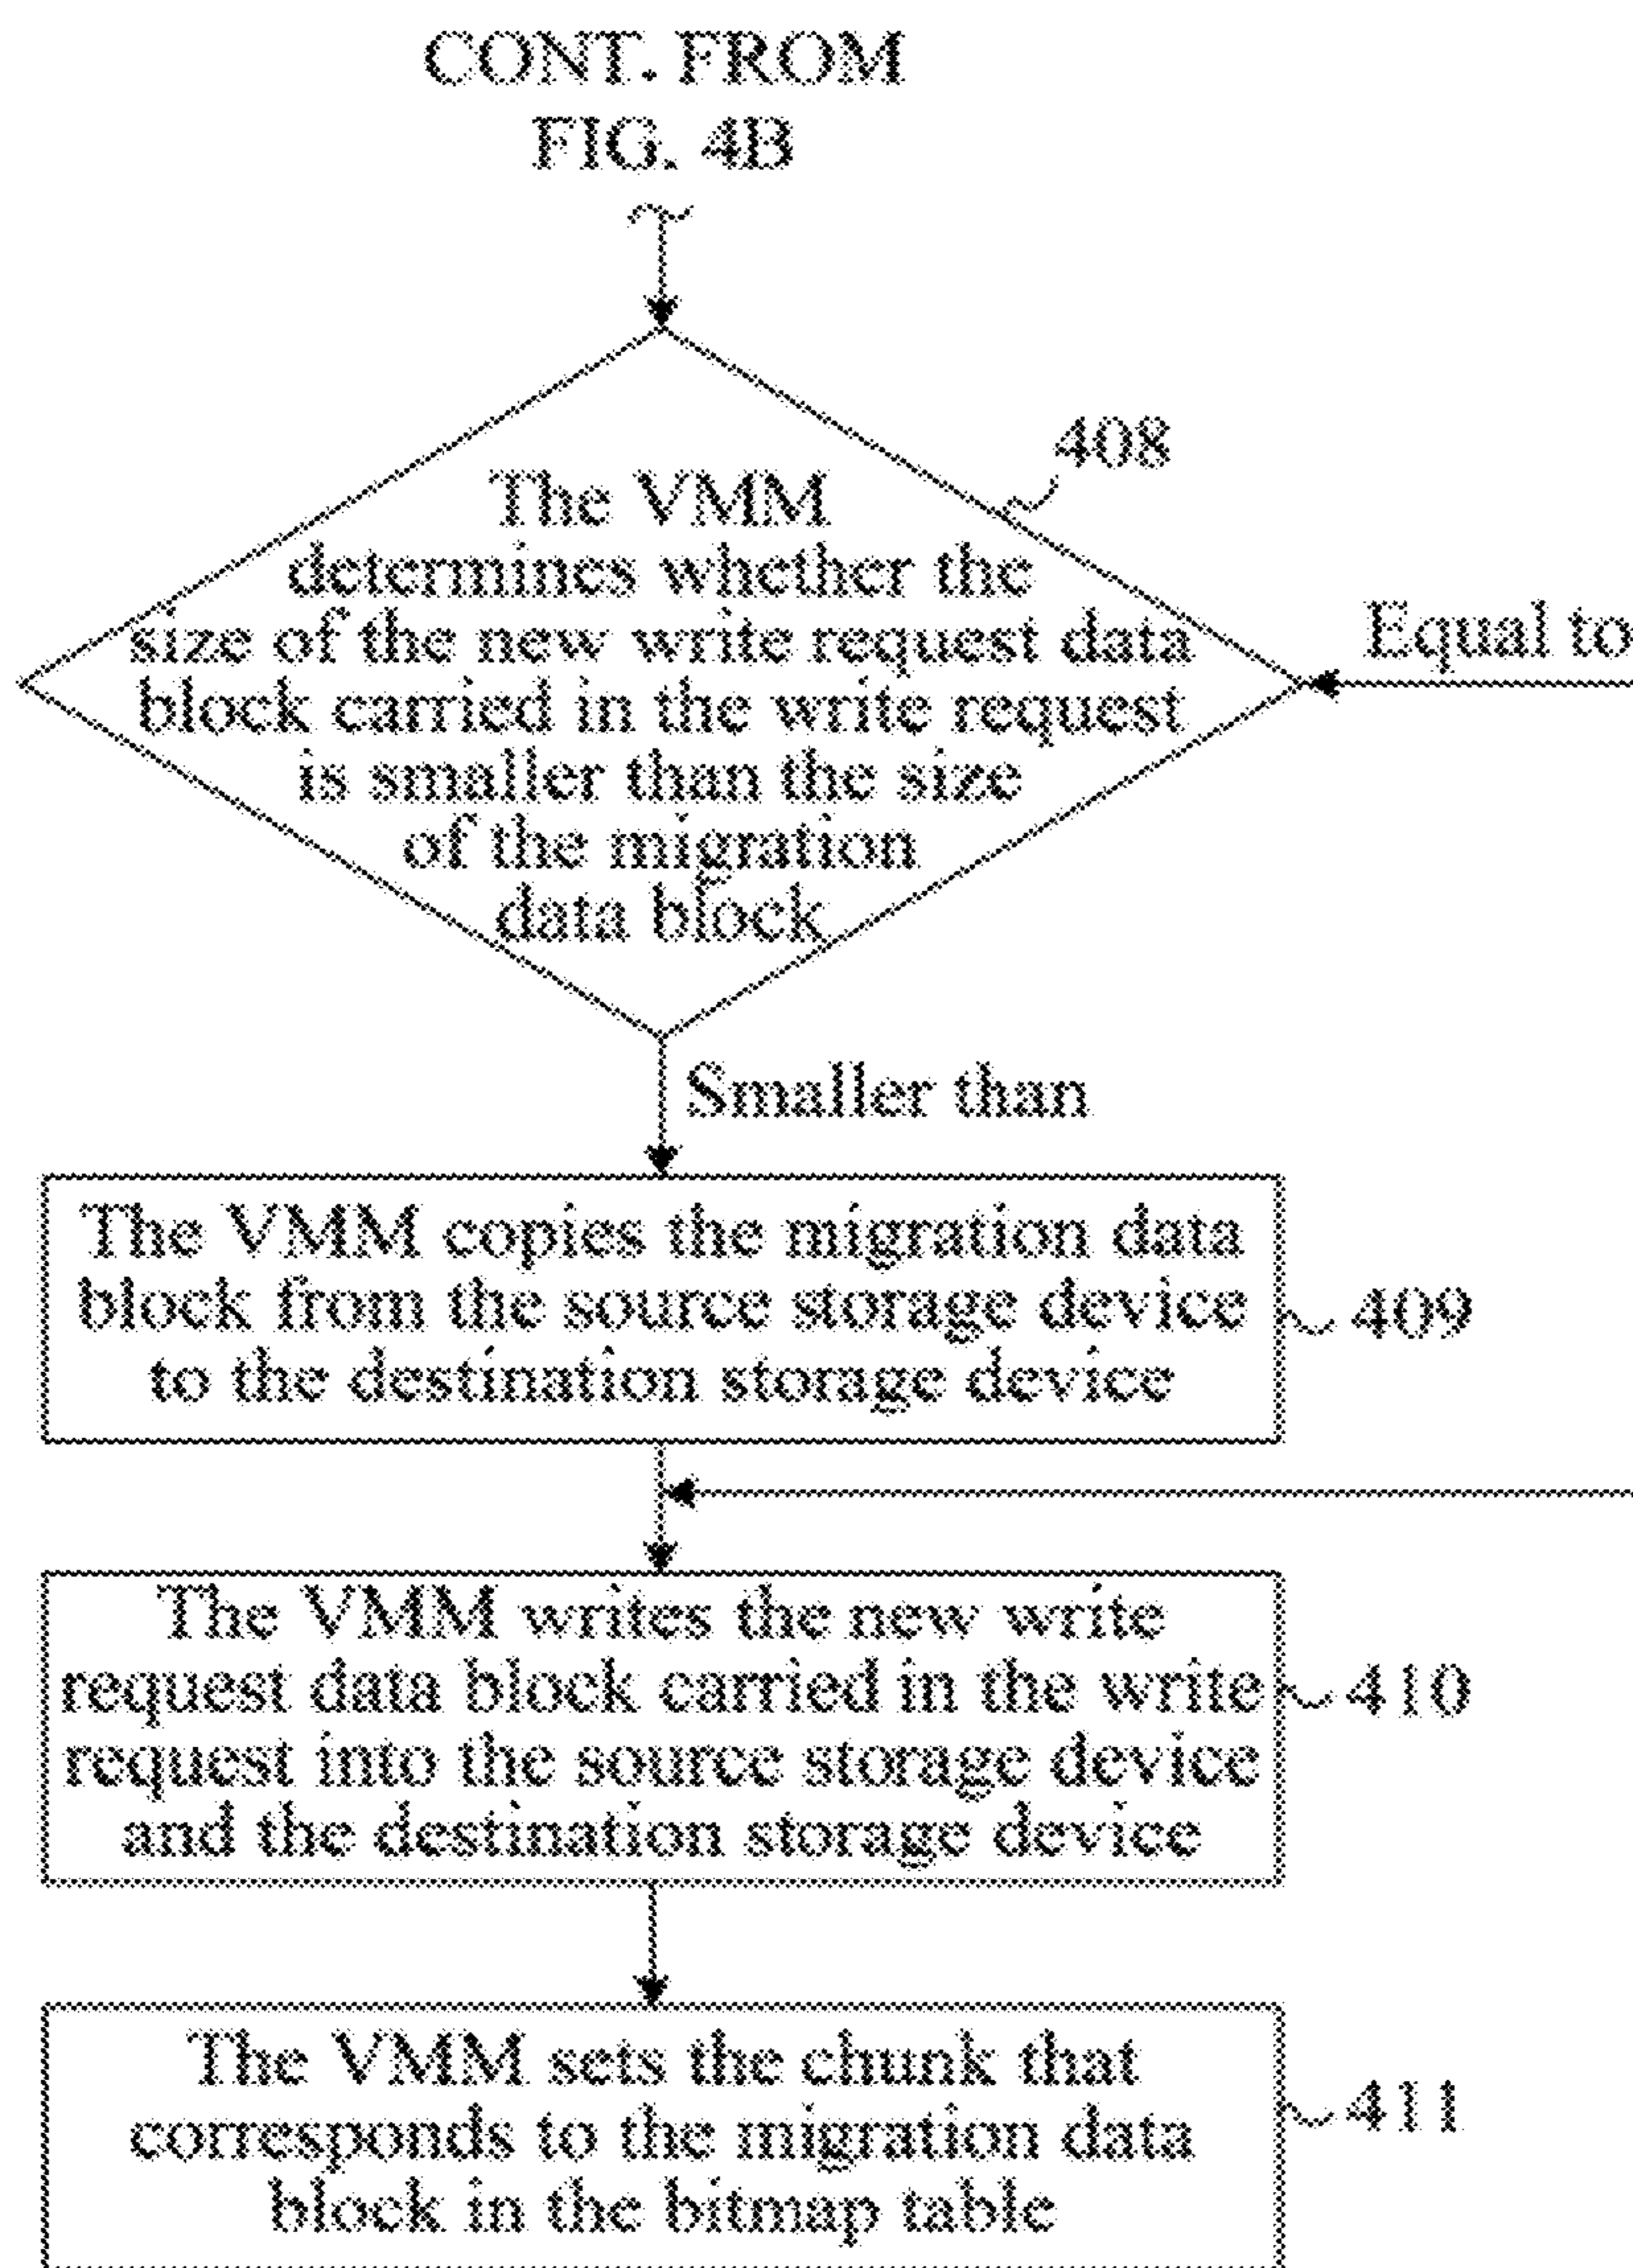 CONT. FROM
FIG. 4B
408
The VMM
determines whether the
size of the new write request data
block carried in the write request
is smaller than the size
of the migration
data block
Equal to
Smaller than
The VMM copies the migration data
block from the source storage device
to the destination storage device
409
The VMM writes the new write
request data block carried in the write
request into the source storage device
and the destination storage device
410
The VMM sets the chunk that
corresponds to the migration data
block in the bitmap table
411